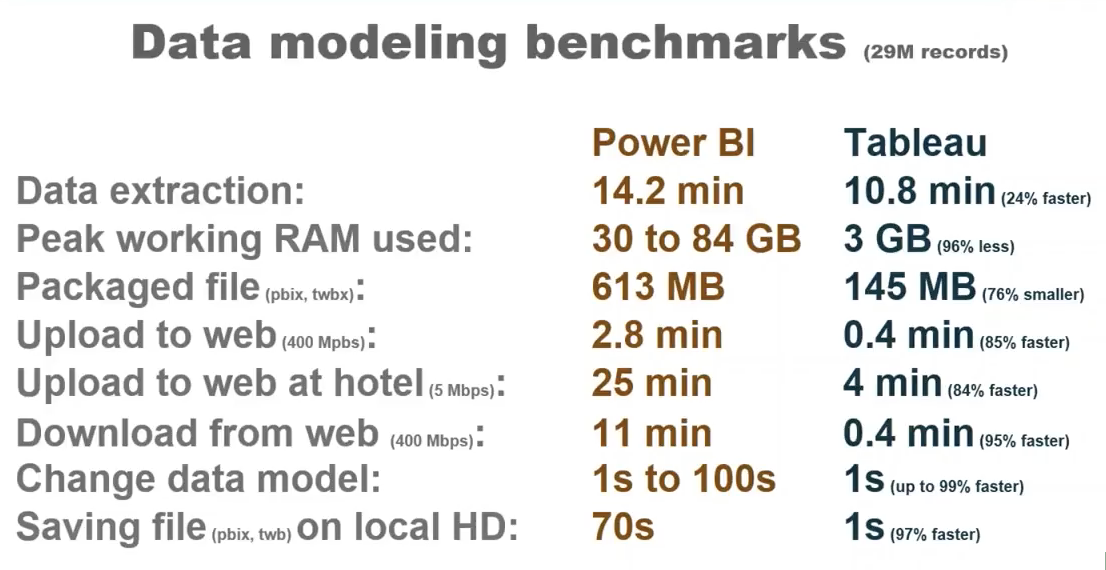 Data modeling benchmarks (29M records)
Power BI Tableau
Data extraction: 14.2 min 10.8 min (24% faster)
Peak working RAM used: 30 to 84 GB 3 GB (96% less)
Packaged file (pbix, twbx): 613 MB 145 MB (76% smaller)
Upload to web (400 Mpbs): 2.8 min 0.4 min (85% faster)
Upload to web at hotel (5 Mbps): 25 min 4 min (84% faster)
Download from web (400 Mbps): 11 min 0.4 min (95% faster)
Change data model: 1s to 100s 1s (up to 99% faster)
Saving file (pbix, twb) on local HD: 70s 1s (97% faster)